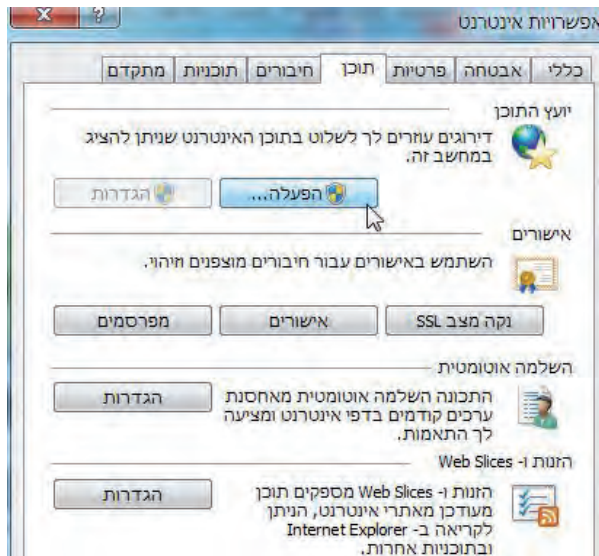 אפשרויות אינטרנט
כללי אבטחה פרטיות תוכן חיבורים תוכניות מתקדם
יועץ התוכן
דירוגים עוזרים לך לשלוט בתוכן האינטרנט שניתן להציג
במחשב זה.
הפעלה... הגדרות
אישורים
השתמש באישורים עבור חיבורים מוצפנים וזיהוי.
נקה מצב SSL אישורים מפרסמים
השלמה אוטומטית
התכונה השלמה אוטומטית מאחסנת הגדרות
ערכים קודמים בדפי אינטרנט ומציעה
לך התאמות.
הזנות ו- Web Slices
הזנות ו- Web Slices מספקים תוכן הגדרות
מעודכן מאתרי אינטרנט, הניתן
לקריאה ב- Internet Explorer
ובתוכניות אחרות.